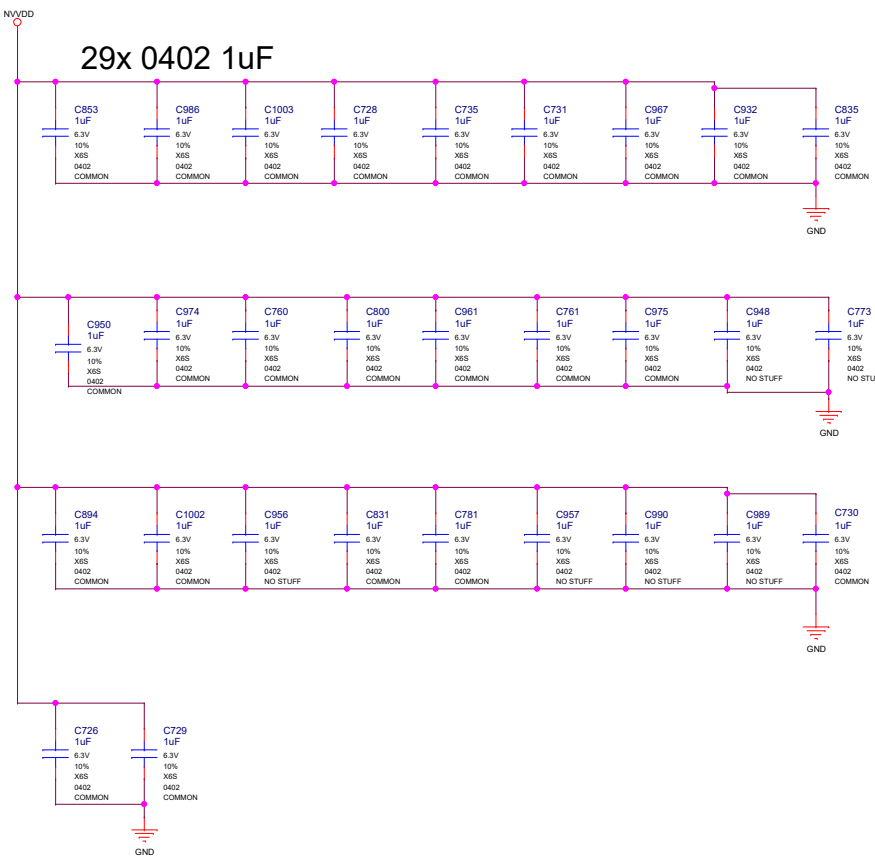 NVVDD
29x 0402 1uF
C853
1uF
6.3V
10%
X6S
0402
COMMON
C986
1uF
6.3V
10%
X6S
0402
COMMON
C1003
1uF
6.3V
10%
X6S
0402
COMMON
C728
1uF
6.3V
10%
X6S
0402
COMMON
C735
1uF
6.3V
10%
X6S
0402
COMMON
C731
1uF
6.3V
10%
X6S
0402
COMMON
C967
1uF
6.3V
10%
X6S
0402
COMMON
C932
1uF
6.3V
10%
X6S
0402
COMMON
C835
1uF
6.3V
10%
X6S
0402
COMMON
GND
C950
1uF
6.3V
10%
X6S
0402
COMMON
C974
1uF
6.3V
10%
X6S
0402
COMMON
C760
1uF
6.3V
10%
X6S
0402
COMMON
C800
1uF
6.3V
10%
X6S
0402
COMMON
C961
1uF
6.3V
10%
X6S
0402
COMMON
C761
1uF
6.3V
10%
X6S
0402
COMMON
C975
1uF
6.3V
10%
X6S
0402
COMMON
C948
1uF
6.3V
10%
X6S
0402
NO STUFF
C773
1uF
6.3V
10%
X6S
0402
NO STU
GND
C894
1uF
6.3V
10%
X6S
0402
COMMON
C1002
1uF
6.3V
10%
X6S
0402
COMMON
C956
1uF
6.3V
10%
X6S
0402
NO STUFF
C831
1uF
6.3V
10%
X6S
0402
COMMON
C781
1uF
6.3V
10%
X6S
0402
COMMON
C957
1uF
6.3V
10%
X6S
0402
NO STUFF
C990
1uF
6.3V
10%
X6S
0402
NO STUFF
C989
1uF
6.3V
10%
X6S
0402
NO STUFF
C730
1uF
6.3V
10%
X6S
0402
COMMON
GND
C726
1uF
6.3V
10%
X6S
0402
COMMON
C729
1uF
6.3V
10%
X6S
0402
COMMON
GND